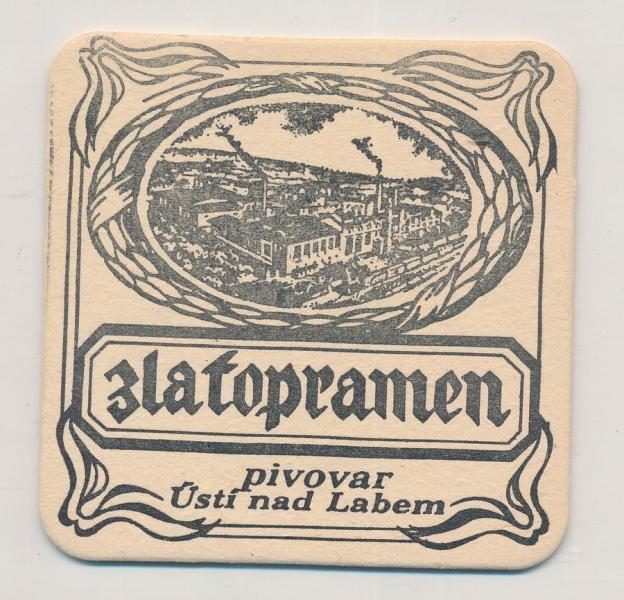 zlatopramen
pivovar
Ústí nad Labem